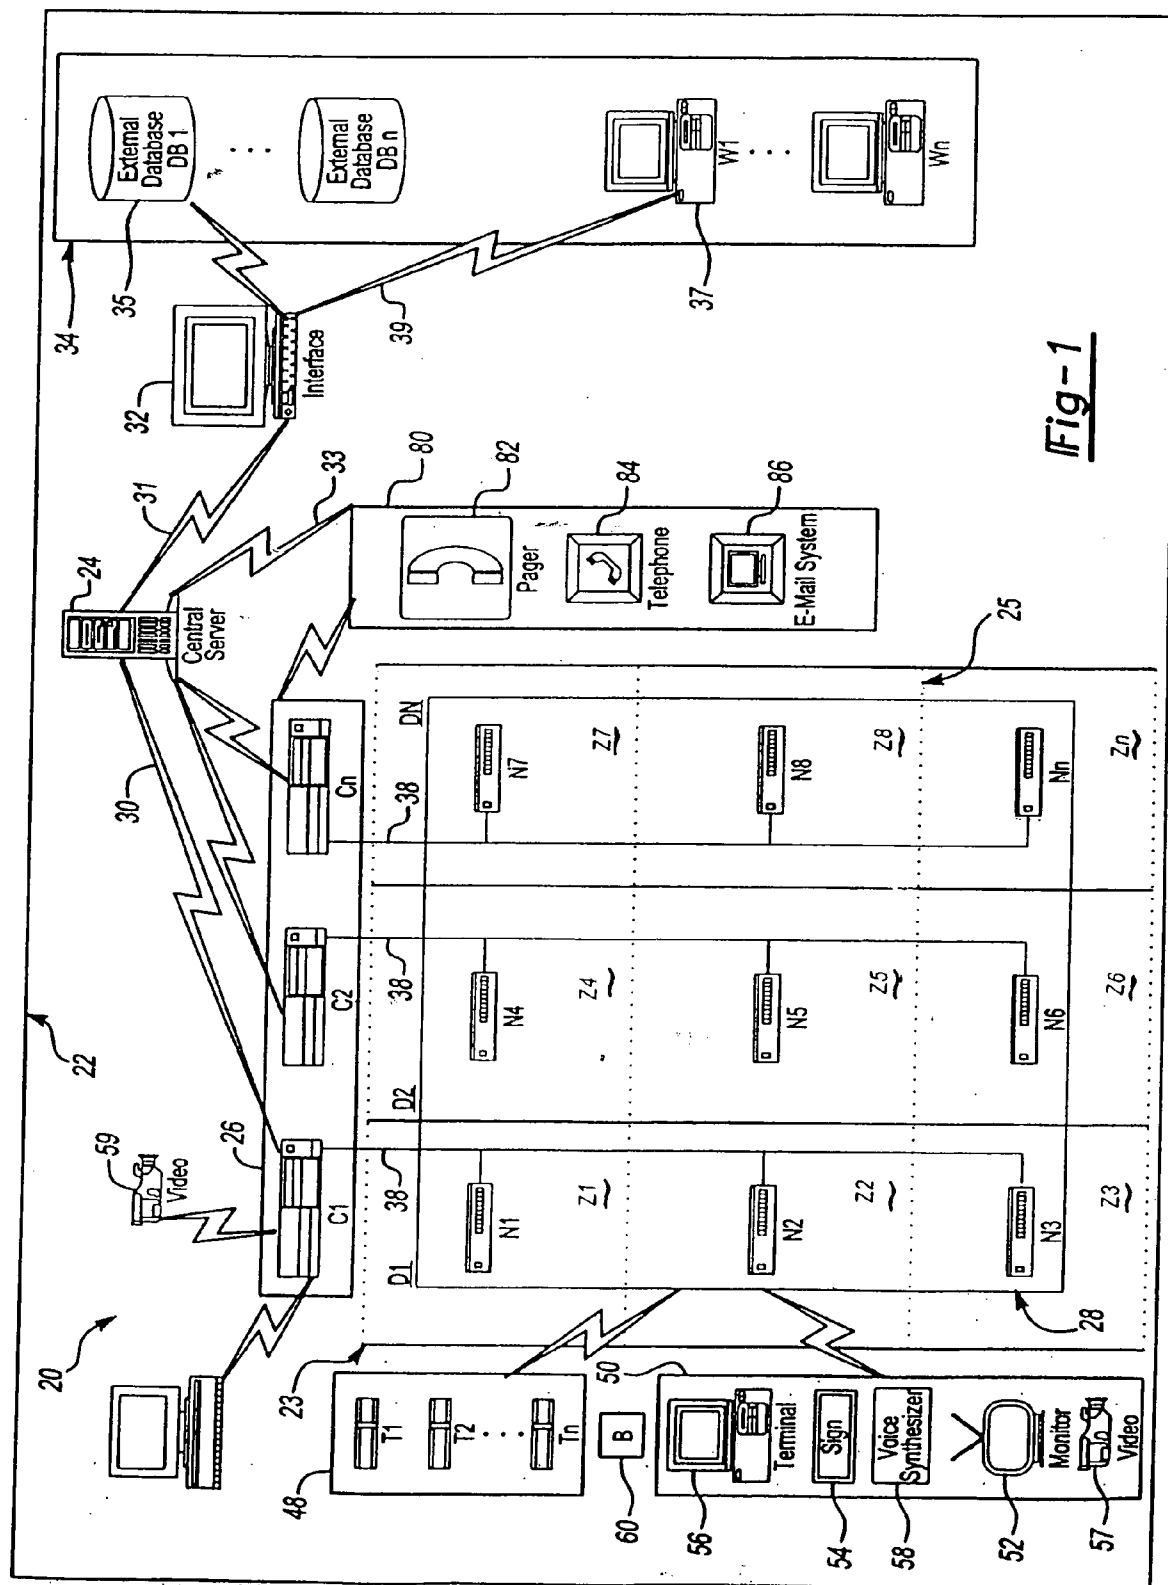 20
22
59
Video
30
24
Central
Server
31
32
Interface
34
35
External
Database
DB 1
External
Database
DB n
39
37
W1
Wn
33
80
82
Pager
84
Telephone
86
E-Mail System
26
C1
C2
Cn
23
38
38
38
D1
D2
DN
N1
Z1
N4
Z4
N7
Z7
N2
Z2
N5
Z5
N8
Z8
N3
Z3
N6
Z6
Nn
Zn
25
28
48
T1
T2
Tn
B
60
50
56
Terminal
54
Sign
58
Voice
Synthesizer
52
Monitor
57
Video
Fig-1